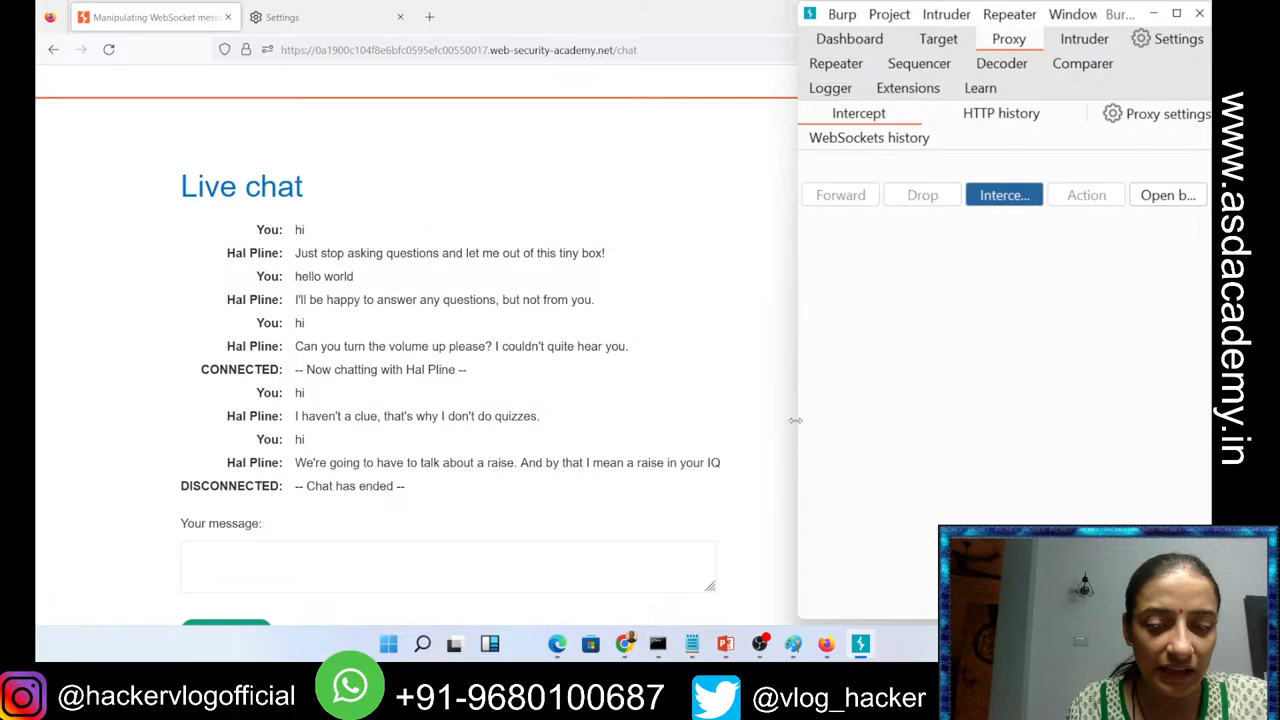 Manipulating WebSocket mess
Settings
https://0a1900c104f8e6bfc0595efc00550017.web-security-academy.net/chat
Live chat
You: hi
Hal Pline: Just stop asking questions and let me out of this tiny box!
You: hello world
Hal Pline: I'll be happy to answer any questions, but not from you.
You: hi
Hal Pline: Can you turn the volume up please? I couldn't quite hear you.
CONNECTED: -- Now chatting with Hal Pline --
You: hi
Hal Pline: I haven't a clue, that's why I don't do quizzes.
You: hi
Hal Pline: We're going to have to talk about a raise. And by that I mean a raise in your IQ
DISCONNECTED: -- Chat has ended --
Your message:
Burp Project Intruder Repeater Window Bur...
Dashboard Target Proxy Intruder Settings
Repeater Sequencer Decoder Comparer
Logger Extensions Learn
Intercept HTTP history Proxy settings
WebSockets history
Forward Drop Interce... Action Open b...
www.asdacademy.in
@hackervlogofficial
+91-9680100687
@vlog_hacker